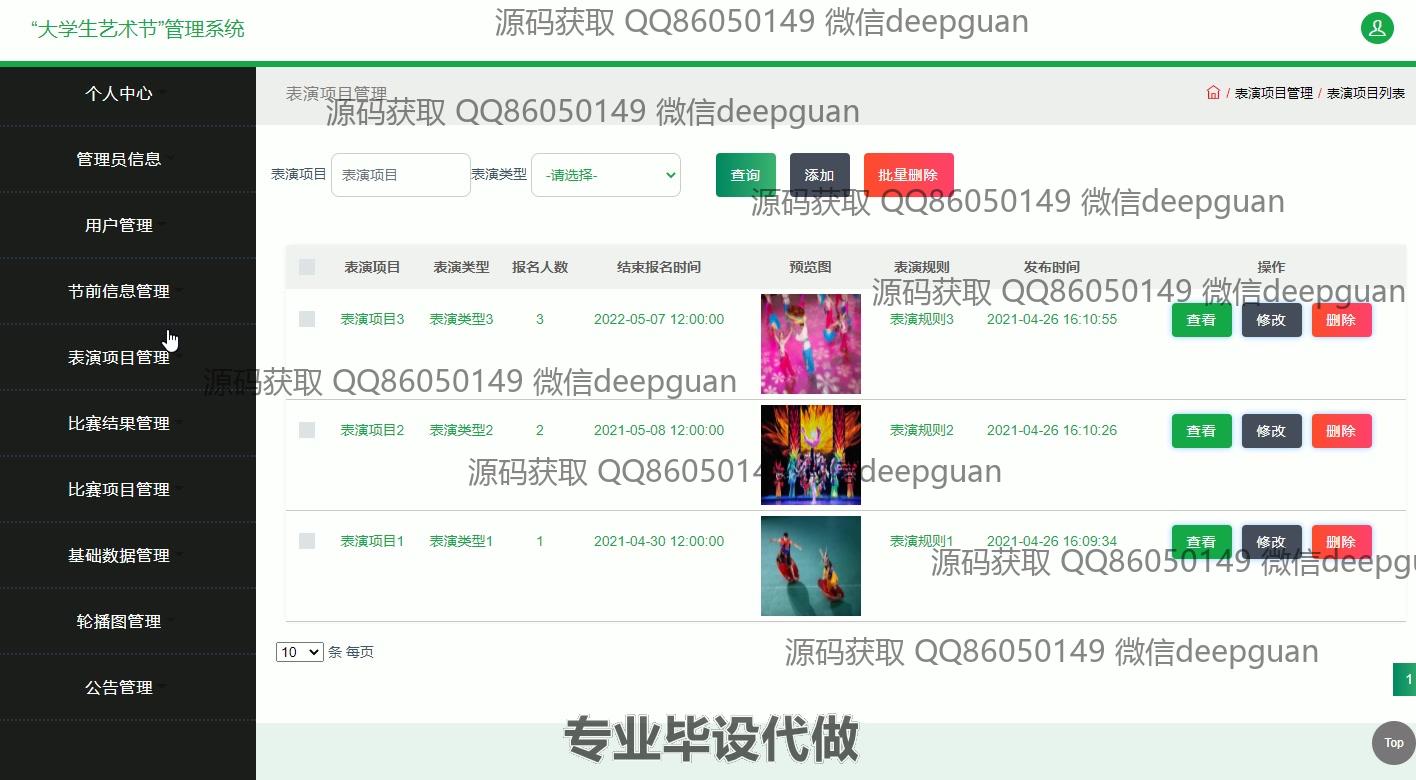 “大学生艺术节”管理系统
源码获取 QQ86050149 微信deepguan
个人中心
管理员信息
用户管理
节前信息管理
表演项目管理
比赛结果管理
比赛项目管理
基础数据管理
轮播图管理
公告管理
表演项目管理
/ 表演项目管理 / 表演项目列表
源码获取 QQ86050149 微信deepguan
表演项目 表演项目 表演类型 -请选择- 查询 添加 批量删除
源码获取 QQ86050149 微信deepguan
表演项目 表演类型 报名人数 结束报名时间 预览图 表演规则 发布时间 操作
源码获取 QQ86050149 微信deepguan
表演项目3 表演类型3 3 2022-05-07 12:00:00 表演规则3 2021-04-26 16:10:55 查看 修改 删除
源码获取 QQ86050149 微信deepguan
表演项目2 表演类型2 2 2021-05-08 12:00:00 表演规则2 2021-04-26 16:10:26 查看 修改 删除
源码获取 QQ8605014 deepguan
表演项目1 表演类型1 1 2021-04-30 12:00:00 表演规则1 2021-04-26 16:09:34 查看 修改 删除
源码获取 QQ86050149 微信deepgu
10 条 每页
源码获取 QQ86050149 微信deepguan
1
专业毕设代做
Top